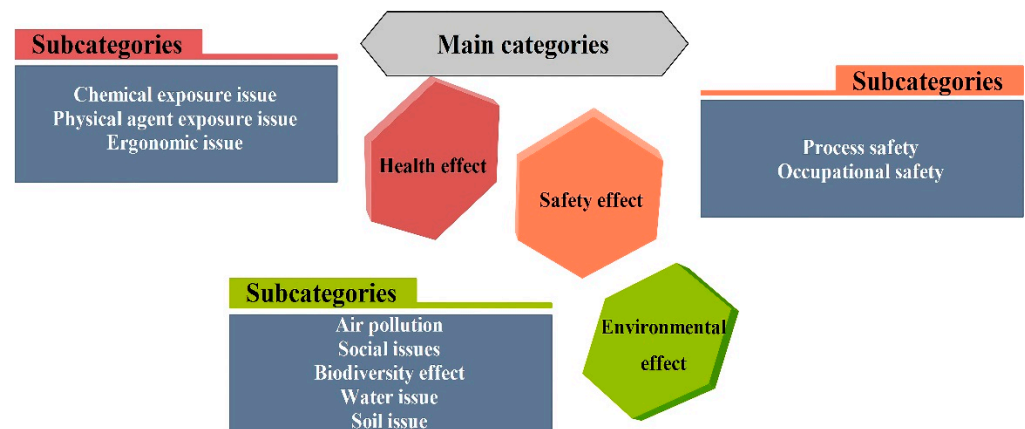 Main categories
Subcategories
Chemical exposure issue
Physical agent exposure issue
Ergonomic issue
Health effect
Safety effect
Subcategories
Process safety
Occupational safety
Subcategories
Air pollution
Social issues
Biodiversity effect
Water issue
Soil issue
Environmental
effect